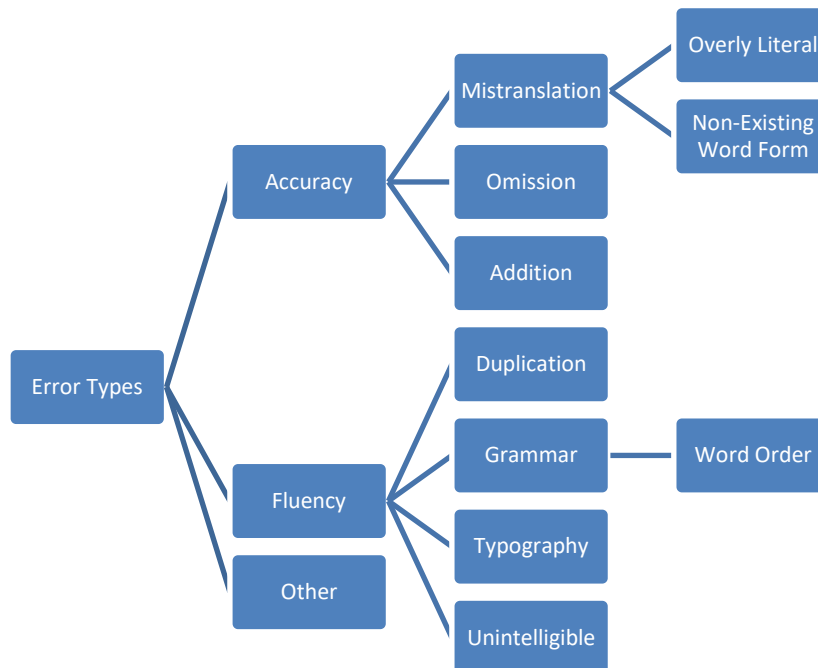 Overly Literal
Mistranslation
Non-Existing
Word Form
Accuracy
Omission
Addition
Duplication
Error Types
Grammar
Word Order
Fluency
Typography
Other
Unintelligible